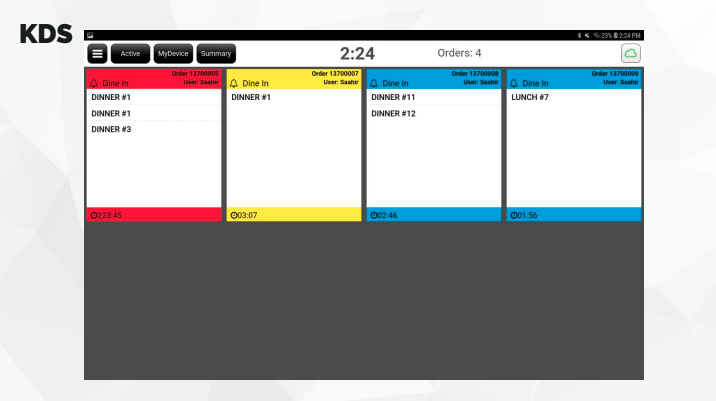 KDS
23% 2:24 PM
Active MyDevice Summary 2:24 Orders: 4
Order 13700005
Dine In User: Saahir
DINNER #1
DINNER #1
DINNER #3
223:45
Order 13700007
Dine In User: Saahir
DINNER #1
03:07
Order 13700008
Dine In User: Saahir
DINNER #11
DINNER #12
02:46
Order 13700009
Dine In User: Saahir
LUNCH #7
01:56